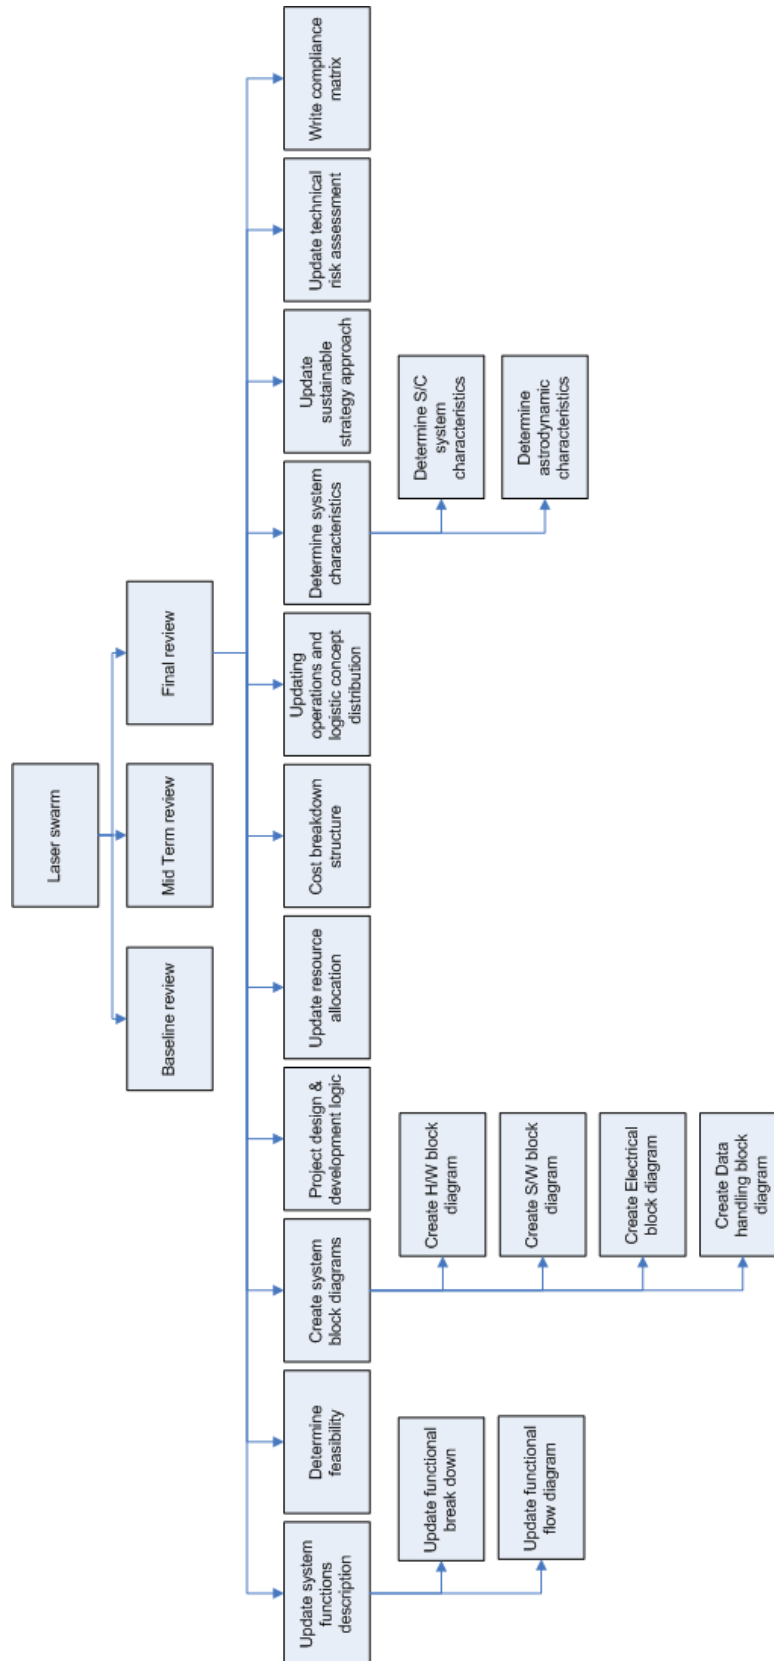 Laser swarm
Baseline review
Mid Term review
Final review
Update system
functions
description
Determine
feasibility
Create system
block diagrams
Project design &
development logic
Update resource
allocation
Cost breakdown
structure
Updating
operations and
logistic concept
distribution
Determine system
characteristics
Update
sustainable
strategy approach
Update technical
risk assessment
Write compliance
matrix
Update functional
break down
Update functional
flow diagram
Create H/W block
diagram
Create S/W block
diagram
Create Electrical
block diagram
Create Data
handling block
diagram
Determine S/C
system
characteristics
Determine
astrodynamic
characteristics